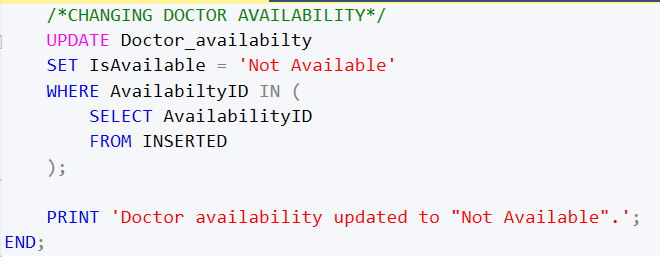 /*CHANGING DOCTOR AVAILABILITY*/
UPDATE Doctor_availabilty
SET IsAvailable = 'Not Available'
WHERE AvailabiltyID IN (
SELECT AvailabilityID
FROM INSERTED
);
PRINT 'Doctor availability updated to "Not Available".';
END;